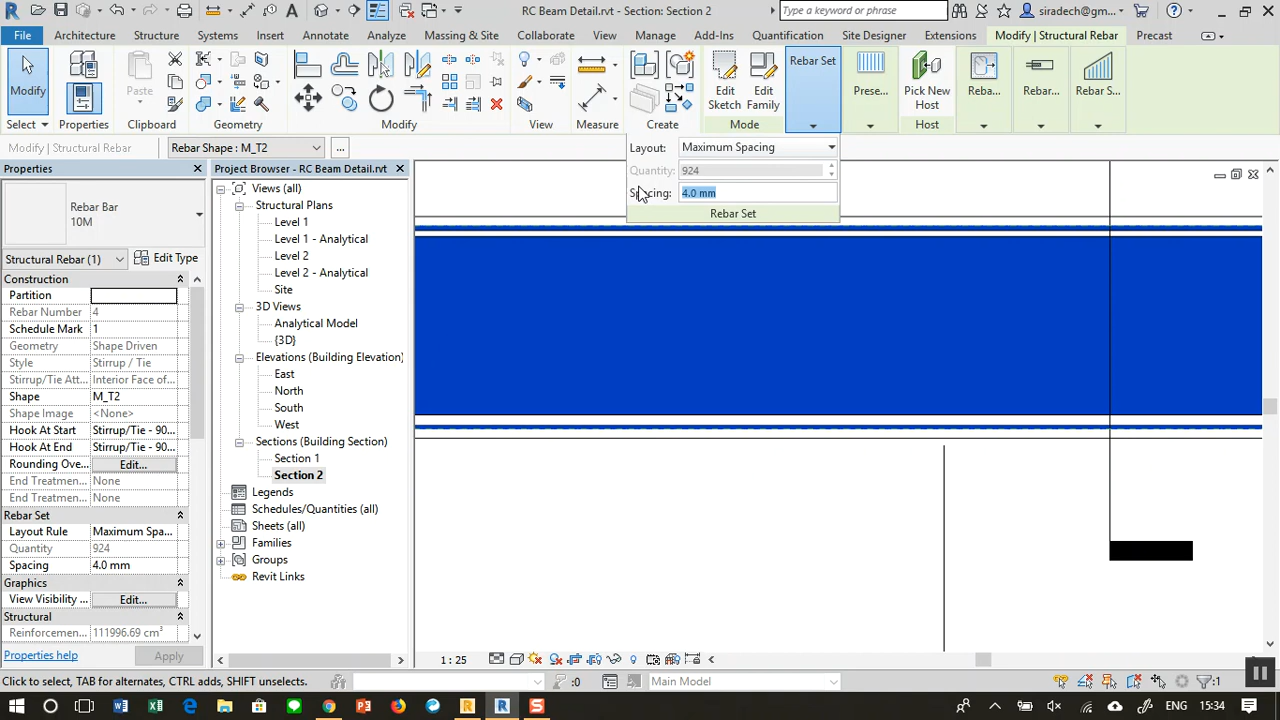 RC Beam Detail.rvt - Section: Section 2
Type a keyword or phrase
siradech@gm...
File
Architecture
Structure
Systems
Insert
Annotate
Analyze
Massing & Site
Collaborate
View
Manage
Add-Ins
Quantification
Site Designer
Extensions
Modify | Structural Rebar
Precast
Modify
Paste
Edit Sketch
Edit Family
Rebar Set
Prese...
Pick New Host
Reba...
Rebar...
Rebar S...
Select
Properties
Clipboard
Geometry
Modify
View
Measure
Create
Mode
Host
Modify | Structural Rebar
Rebar Shape : M_T2
...
Layout:
Maximum Spacing
Quantity:
924
Spacing:
4.0 mm
Rebar Set
Properties
Rebar Bar
10M
Structural Rebar (1)
Edit Type
Construction
Partition
Rebar Number 4
Schedule Mark 1
Geometry Shape Driven
Style Stirrup / Tie
Stirrup/Tie Att... Interior Face of...
Shape M_T2
Shape Image <None>
Hook At Start Stirrup/Tie - 90...
Hook At End Stirrup/Tie - 90...
Rounding Ove... Edit...
End Treatment... None
End Treatment... None
Rebar Set
Layout Rule Maximum Spa...
Quantity 924
Spacing 4.0 mm
Graphics
View Visibility ... Edit...
Structural
Reinforcemen... 111996.69 cm³
Properties help
Apply
Project Browser - RC Beam Detail.rvt
Views (all)
Structural Plans
Level 1
Level 1 - Analytical
Level 2
Level 2 - Analytical
Site
3D Views
Analytical Model
{3D}
Elevations (Building Elevation)
East
North
South
West
Sections (Building Section)
Section 1
Section 2
Legends
Schedules/Quantities (all)
Sheets (all)
Families
Groups
Revit Links
1 : 25
Click to select, TAB for alternates, CTRL adds, SHIFT unselects.
:0
Main Model
:1
ENG
15:34